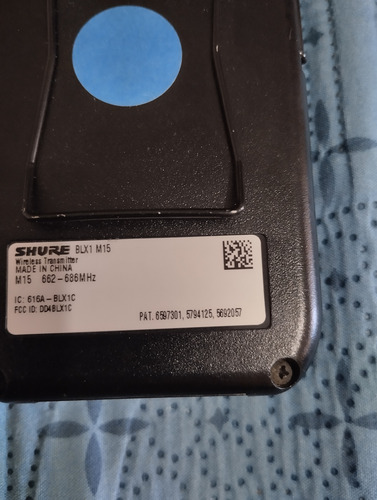 SHURE BLX1 M15
Wireless Transmitter
MADE IN CHINA
M15 662-686MHz
IC: 616A-BLX1C
FCC ID: DD4BLX1C
PAT. 6597301, 5794125, 5692057